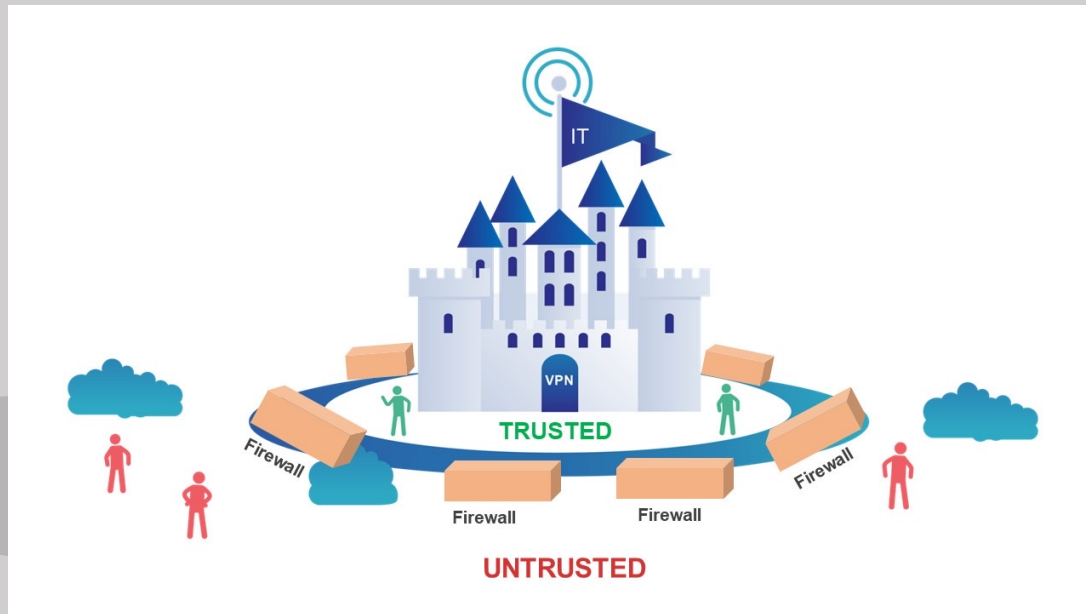 IT
VPN
TRUSTED
Firewall
Firewall
Firewall
Firewall
UNTRUSTED